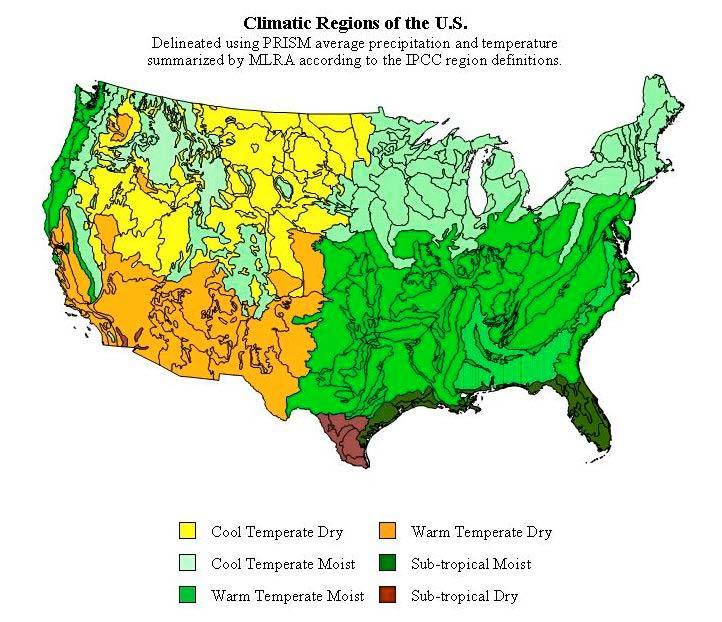 Climatic Regions of the U.S.
Delineated using PRISM average precipitation and temperature
summarized by MLRA according to the IPCC region definitions.
Cool Temperate Dry
Warm Temperate Dry
Cool Temperate Moist
Sub-tropical Moist
Warm Temperate Moist
Sub-tropical Dry